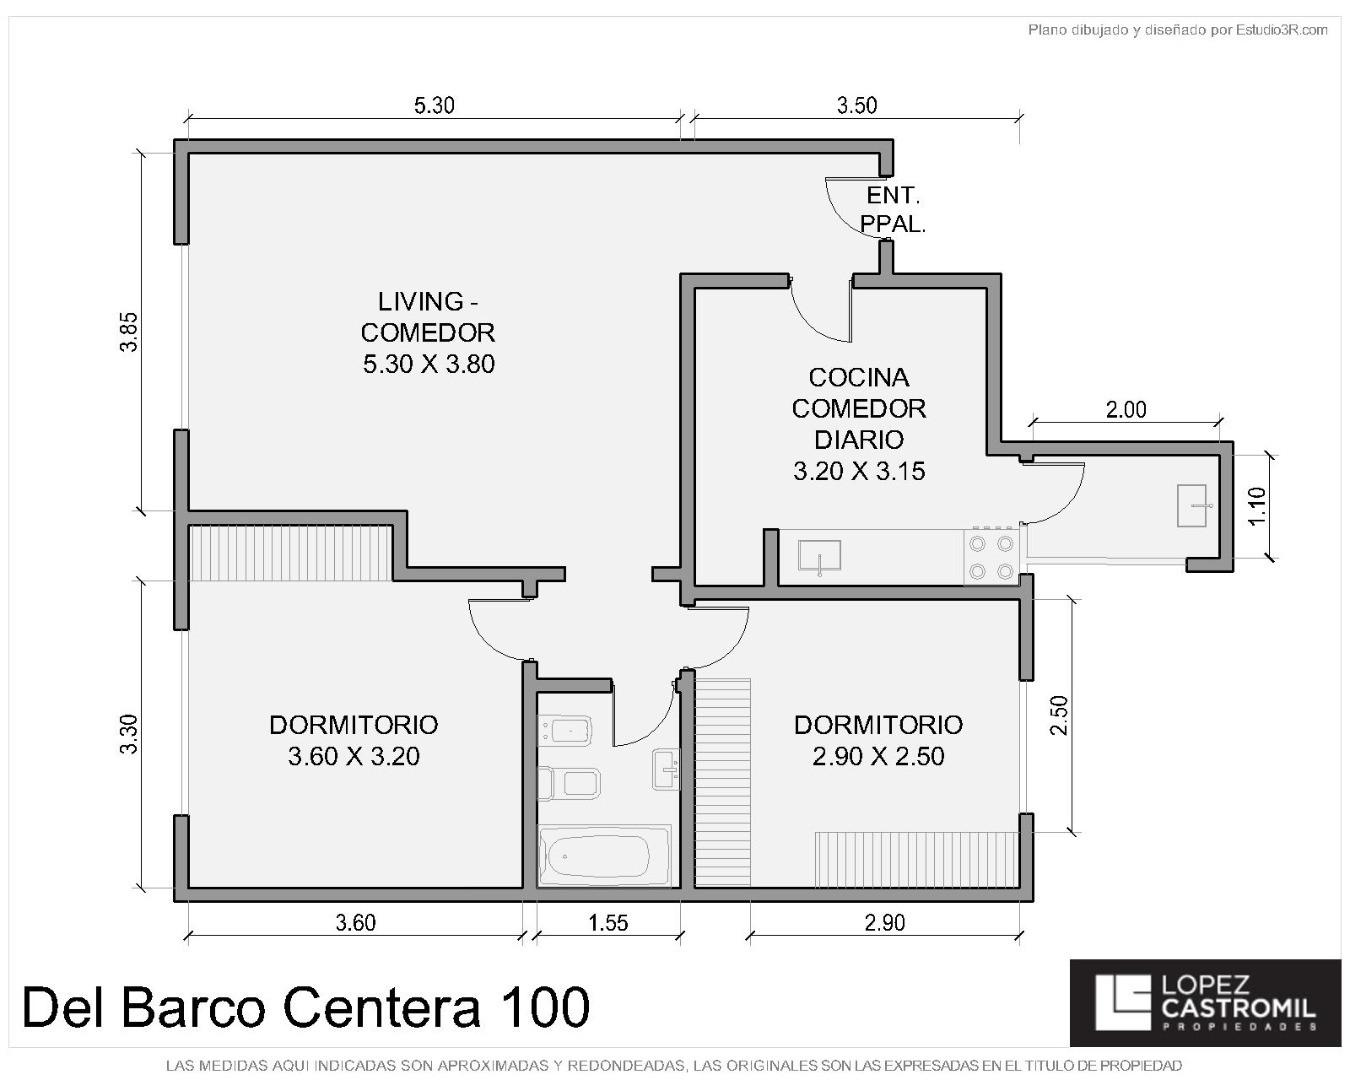 Plano dibujado y diseñado por Estudio3R.com
5.30
3.50
ENT.
PPAL.
LIVING -
COMEDOR
5.30 X 3.80
3.85
COCINA
COMEDOR
DIARIO
3.20 X 3.15
2.00
1.10
3.30
DORMITORIO
3.60 X 3.20
DORMITORIO
2.90 X 2.50
2.50
3.60
1.55
2.90
Del Barco Centera 100
LOPEZ
CASTROMIL
PROPIEDADES
LAS MEDIDAS AQUI INDICADAS SON APROXIMADAS Y REDONDEADAS, LAS ORIGINALES SON LAS EXPRESADAS EN EL TITULO DE PROPIEDAD